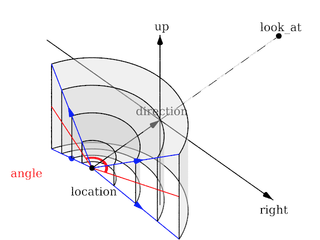 up
look_at
direction
angle
location
right